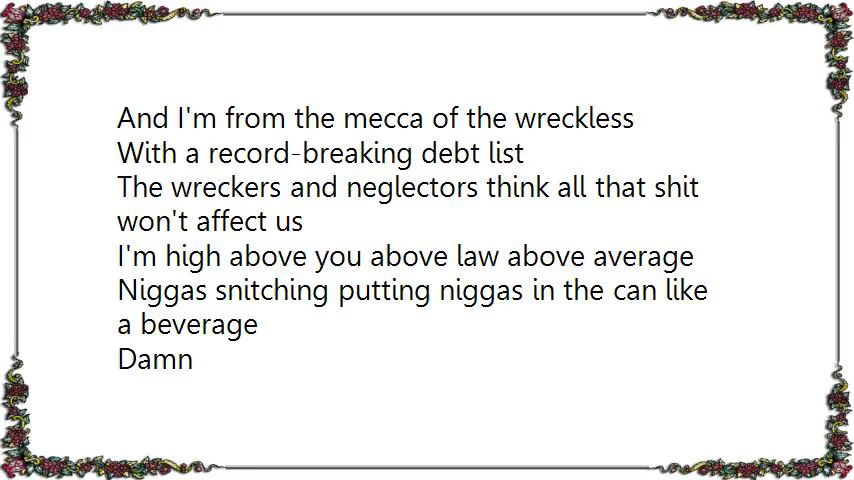 And I'm from the mecca of the wreckless
With a record-breaking debt list
The wreckers and neglectors think all that shit
won't affect us
I'm high above you above law above average
Niggas snitching putting niggas in the can like
a beverage
Damn